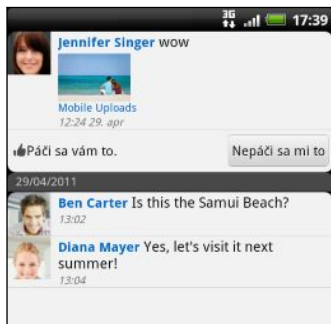 3G 17:39
Jennifer Singer wow
Mobile Uploads
12:24 29. apr
Páči sa vám to. Nepáči sa mi to
29/04/2011
Ben Carter Is this the Samui Beach?
13:02
Diana Mayer Yes, let's visit it next
summer!
13:04